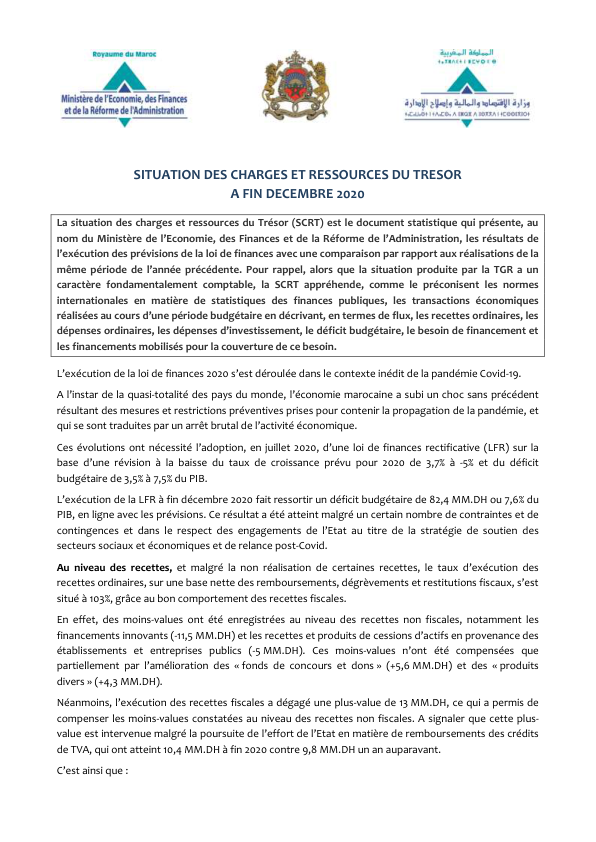 Royaume du Maroc
Ministère de l'Economie, des Finances
et de la Réforme de l'Administration
المملكة المغربية
وزارة الإقتصاد والمالية وإصلاح الإدارة
SITUATION DES CHARGES ET RESSOURCES DU TRESOR
A FIN DECEMBRE 2020
La situation des charges et ressources du Trésor (SCRT) est le document statistique qui présente, au
nom du Ministère de l'Economie, des Finances et de la Réforme de l'Administration, les résultats de
l'exécution des prévisions de la loi de finances avec une comparaison par rapport aux réalisations de la
même période de l'année précédente. Pour rappel, alors que la situation produite par la TGR a un
caractère fondamentalement comptable, la SCRT appréhende, comme le préconisent les normes
internationales en matière de statistiques des finances publiques, les transactions économiques
réalisées au cours d'une période budgétaire en décrivant, en termes de flux, les recettes ordinaires, les
dépenses ordinaires, les dépenses d'investissement, le déficit budgétaire, le besoin de financement et
les financements mobilisés pour la couverture de ce besoin.
L'exécution de la loi de finances 2020 s'est déroulée dans le contexte inédit de la pandémie Covid-19.
A l'instar de la quasi-totalité des pays du monde, l'économie marocaine a subi un choc sans précédent
résultant des mesures et restrictions préventives prises pour contenir la propagation de la pandémie, et
qui se sont traduites par un arrêt brutal de l'activité économique.
Ces évolutions ont nécessité l'adoption, en juillet 2020, d'une loi de finances rectificative (LFR) sur la
base d'une révision à la baisse du taux de croissance prévu pour 2020 de 3,7% à -5% et du déficit
budgétaire de 3,5% à 7,5% du PIB.
L'exécution de la LFR à fin décembre 2020 fait ressortir un déficit budgétaire de 82,4 MM.DH ou 7,6% du
PIB, en ligne avec les prévisions. Ce résultat a été atteint malgré un certain nombre de contraintes et de
contingences et dans le respect des engagements de l'Etat au titre de la stratégie de soutien des
secteurs sociaux et économiques et de relance post-Covid.
Au niveau des recettes, et malgré la non réalisation de certaines recettes, le taux d'exécution des
recettes ordinaires, sur une base nette des remboursements, dégrèvements et restitutions fiscaux, s'est
situé à 103%, grâce au bon comportement des recettes fiscales.
En effet, des moins-values ont été enregistrées au niveau des recettes non fiscales, notamment les
financements innovants (-11,5 MM.DH) et les recettes et produits de cessions d'actifs en provenance des
établissements et entreprises publics (-5 MM.DH). Ces moins-values n'ont été compensées que
partiellement par l'amélioration des « fonds de concours et dons » (+5,6 MM.DH) et des « produits
divers » (+4,3 MM.DH).
Néanmoins, l'exécution des recettes fiscales a dégagé une plus-value de 13 MM.DH, ce qui a permis de
compenser les moins-values constatées au niveau des recettes non fiscales. A signaler que cette plus-
value est intervenue malgré la poursuite de l'effort de l'Etat en matière de remboursements des crédits
de TVA, qui ont atteint 10,4 MM.DH à fin 2020 contre 9,8 MM.DH un an auparavant.
C'est ainsi que :